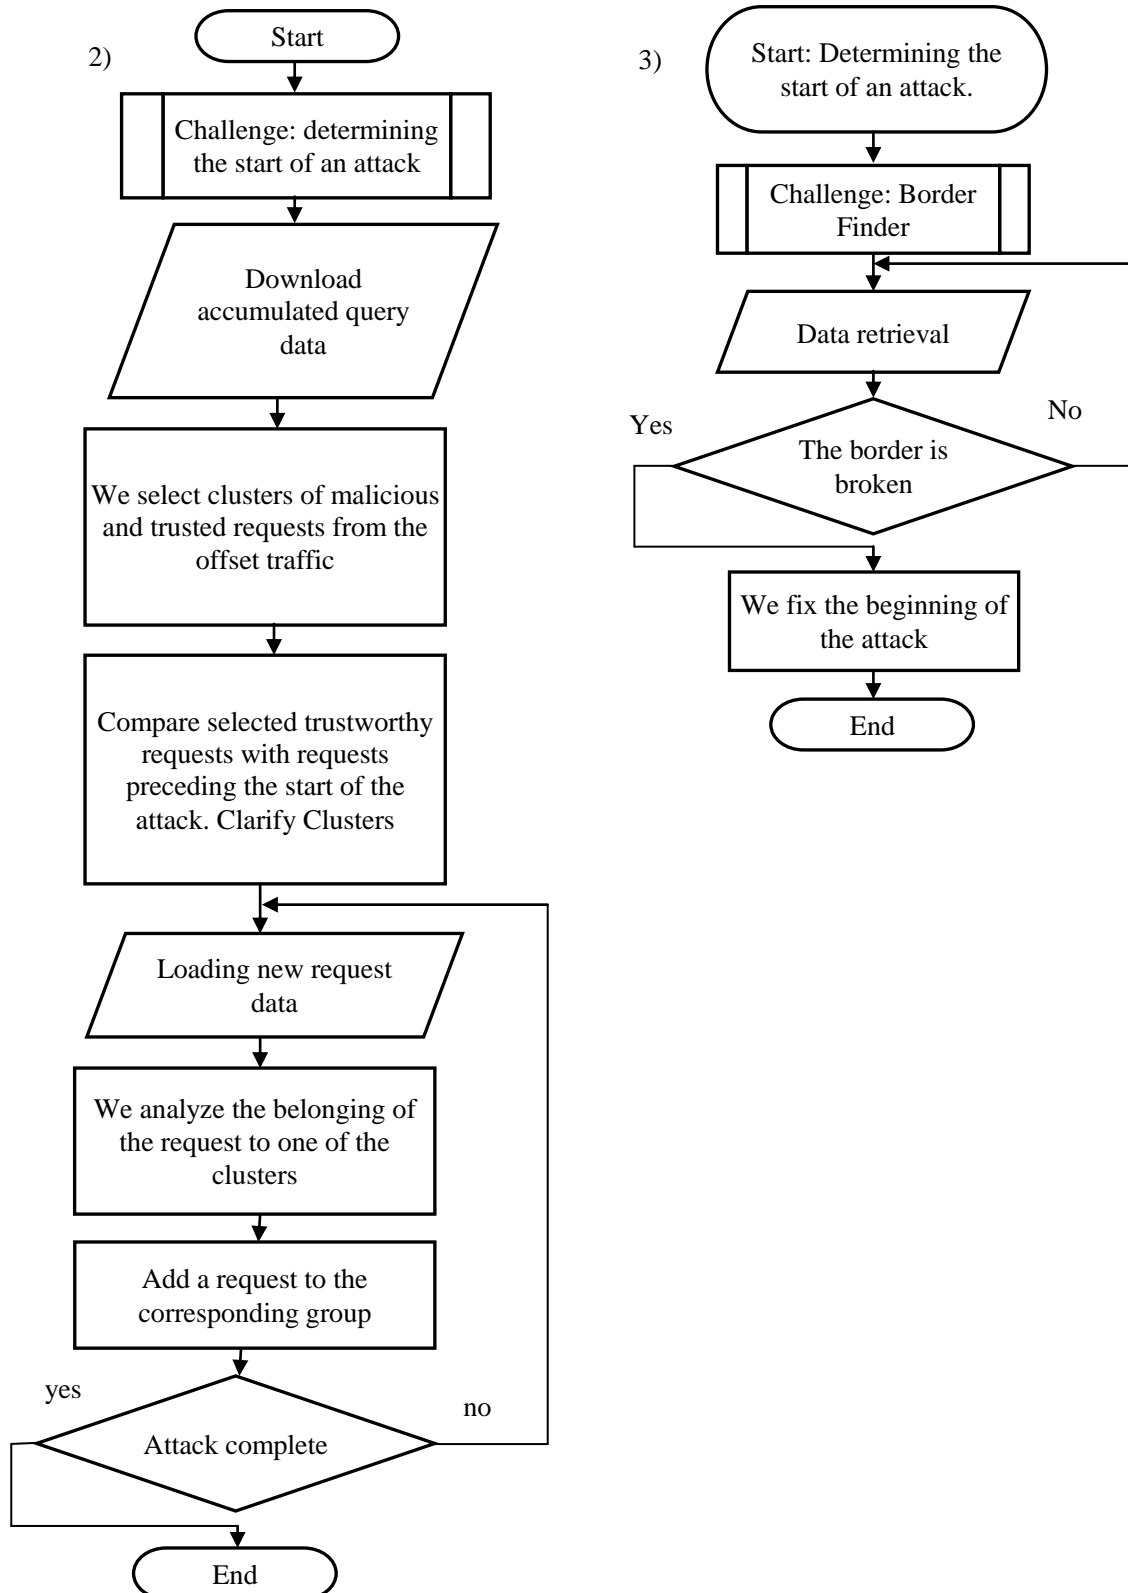 2)
Start
Challenge: determining
the start of an attack
Download
accumulated query
data
We select clusters of malicious
and trusted requests from the
offset traffic
Compare selected trustworthy
requests with requests
preceding the start of the
attack. Clarify Clusters
Loading new request
data
We analyze the belonging of
the request to one of the
clusters
Add a request to the
corresponding group
yes
no
Attack complete
End
3)
Start: Determining the
start of an attack.
Challenge: Border
Finder
Data retrieval
Yes
No
The border is
broken
We fix the beginning of
the attack
End